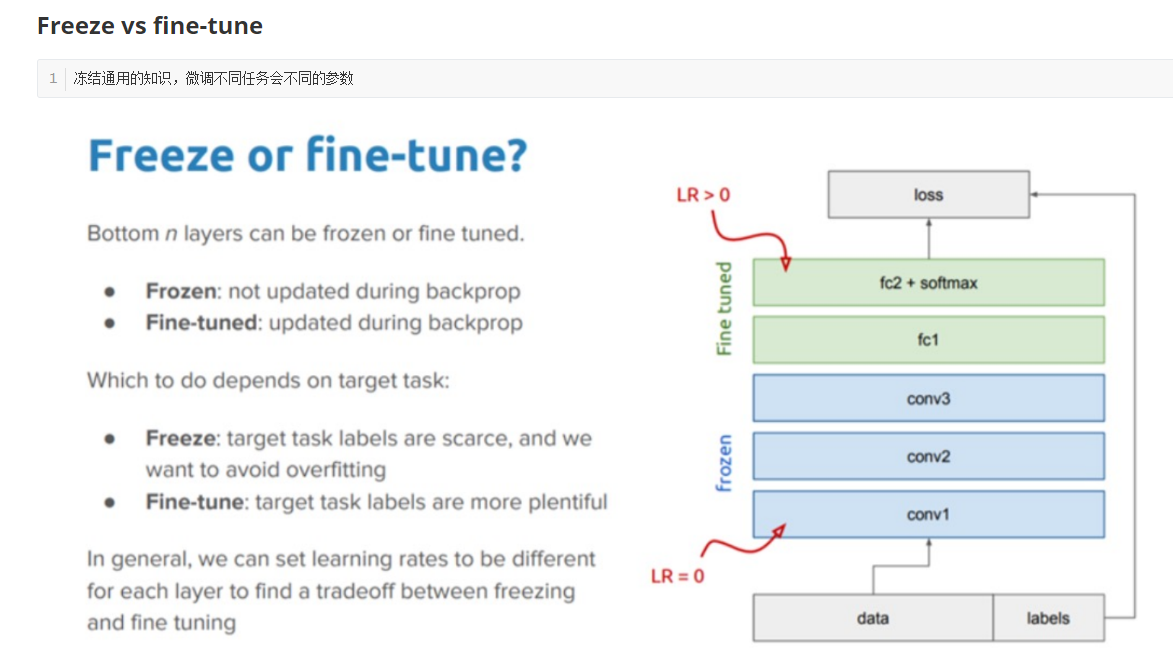 Freeze vs fine-tune
1 冻结通用的知识，微调不同任务会不同的参数
Freeze or fine-tune?
Bottom n layers can be frozen or fine tuned.
● Frozen: not updated during backprop
● Fine-tuned: updated during backprop
Which to do depends on target task:
● Freeze: target task labels are scarce, and we
want to avoid overfitting
● Fine-tune: target task labels are more plentiful
In general, we can set learning rates to be different
for each layer to find a tradeoff between freezing
and fine tuning
LR > 0
loss
Fine tuned
fc2 + softmax
fc1
conv3
frozen
conv2
conv1
LR = 0
data
labels